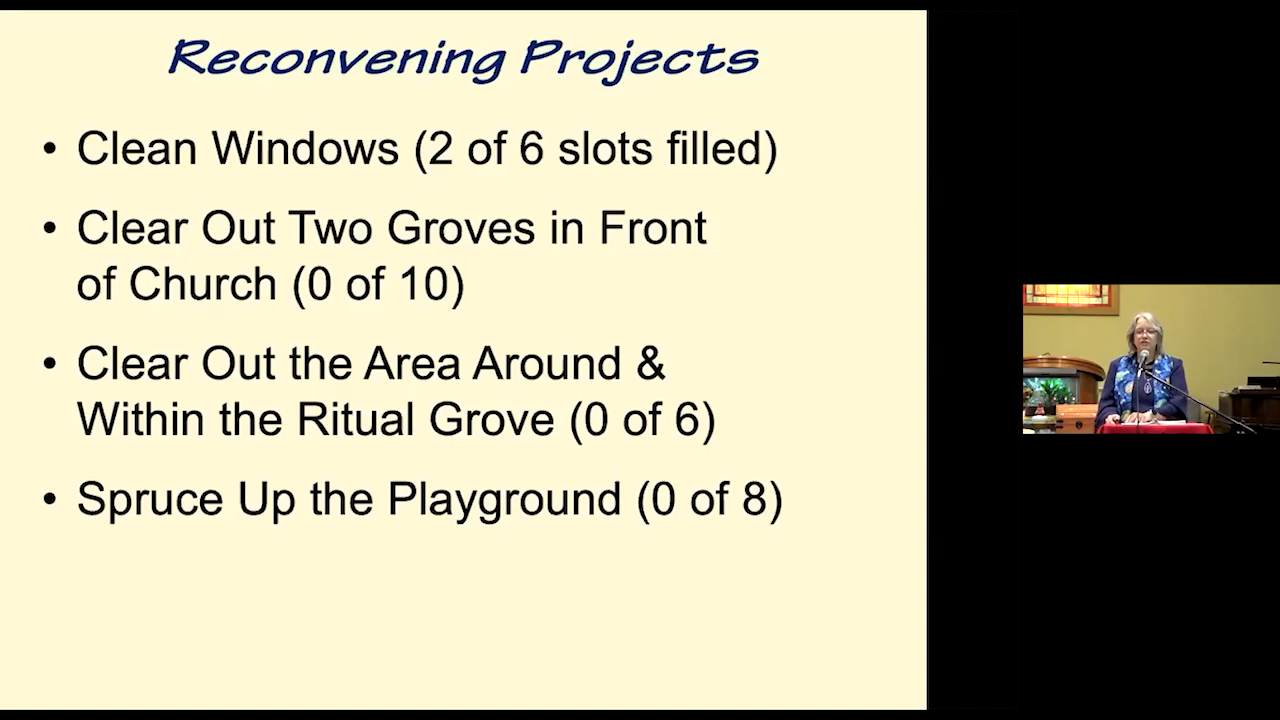 Reconvening Projects
• Clean Windows (2 of 6 slots filled)
• Clear Out Two Groves in Front
of Church (0 of 10)
• Clear Out the Area Around &
Within the Ritual Grove (0 of 6)
• Spruce Up the Playground (0 of 8)